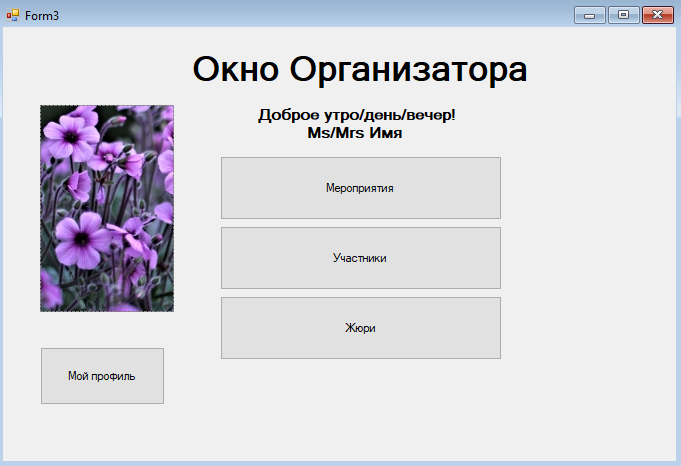 Form3
Окно Организатора
Доброе утро/день/вечер!
Ms/Mrs Имя
Мероприятия
Участники
Жюри
Мой профиль